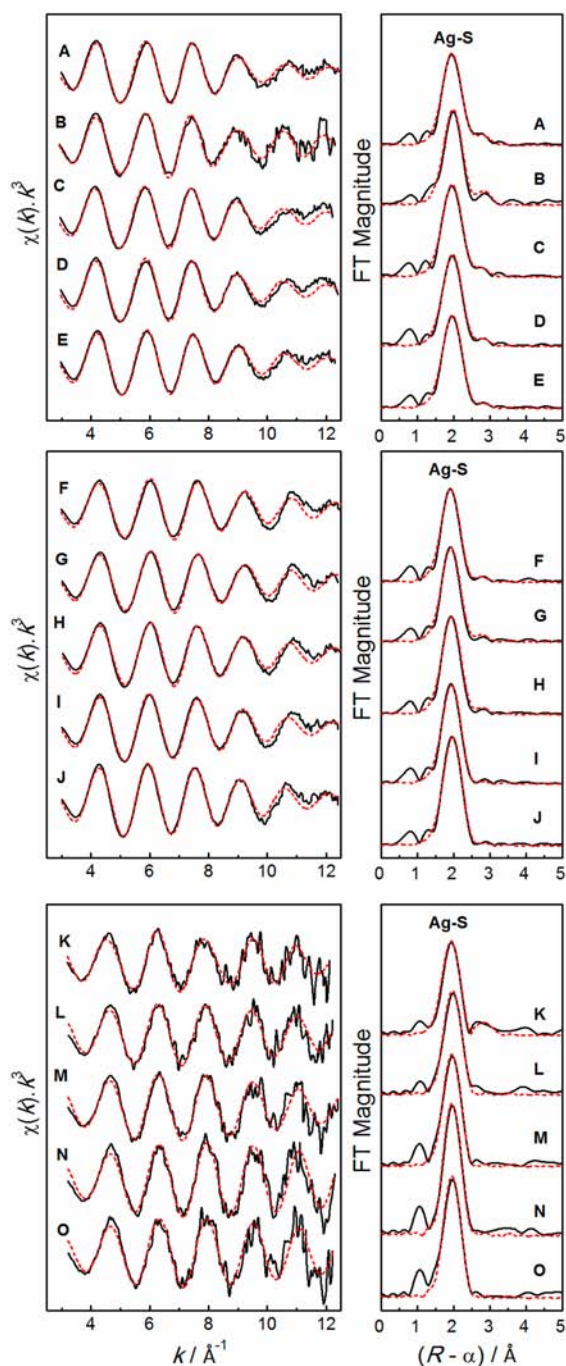 Ag-S
A
B
C
D
E
χ(k).k³
FT Magnitude
A
B
C
D
E
4 6 8 10 12
0 1 2 3 4 5
Ag-S
F
G
H
I
J
χ(k).k³
FT Magnitude
F
G
H
I
J
4 6 8 10 12
0 1 2 3 4 5
Ag-S
K
L
M
N
O
χ(k).k³
FT Magnitude
K
L
M
N
O
4 6 8 10 12
0 1 2 3 4 5
k / Å⁻¹
(R - α) / Å